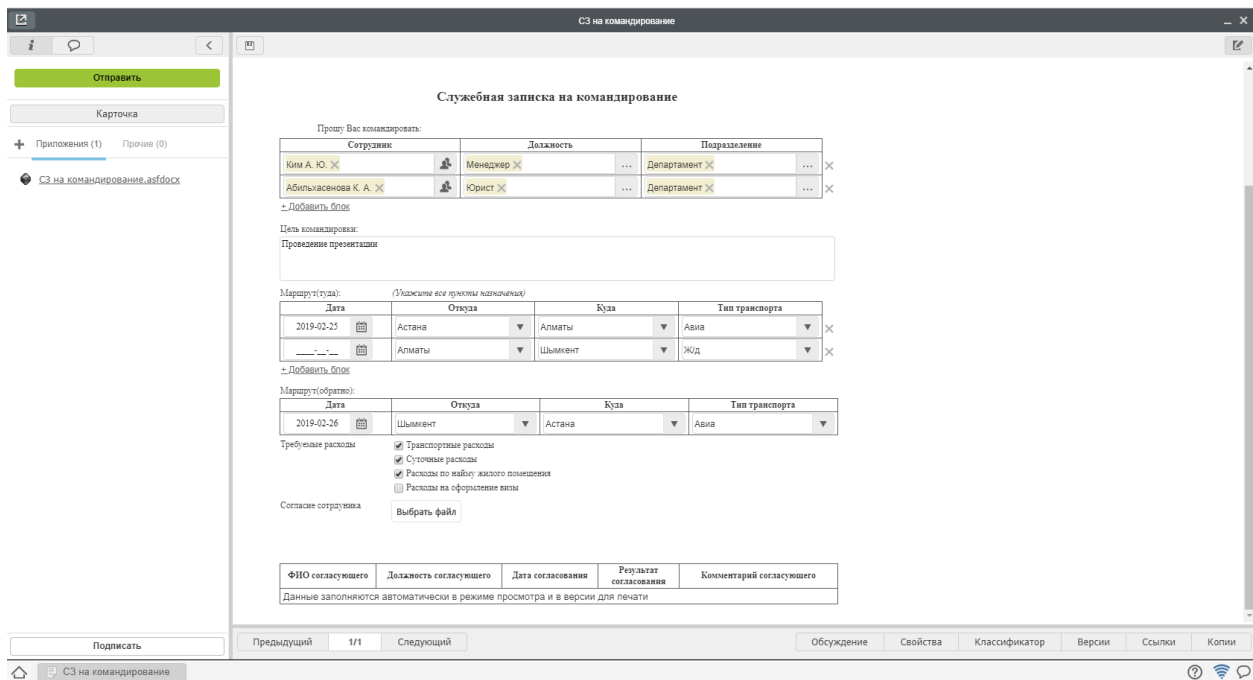 СЗ на командирование
Отправить
Карточка
Приложения (1) Прочие (0)
СЗ на командирование.asfdocx
Служебная записка на командирование
Прошу Вас командировать:
Сотрудник Должность Подразделение
Ким А. Ю. Менеджер ... Департамент ...
Абильхасенова К. А. Юрист ... Департамент ...
+ Добавить блок
Цель командировки:
Проведение презентации
Маршрут(туда): (Укажите все пункты назначения)
Дата Откуда Куда Тип транспорта
2019-02-25 Астана Алматы Авиа
____-__-__ Алматы Шымкент Ж/д
+ Добавить блок
Маршрут(обратно):
Дата Откуда Куда Тип транспорта
2019-02-26 Шымкент Астана Авиа
Требуемые расходы Транспортные расходы
Суточные расходы
Расходы по найму жилого помещения
Расходы на оформление визы
Согласие сотрдуника Выбрать файл
ФИО согласующего Должность согласующего Дата согласования Результат согласования Комментарий согласующего
Данные заполняются автоматически в режиме просмотра и в версии для печати
Подписать
Предыдущий 1/1 Следующий Обсуждение Свойства Классификатор Версии Ссылки Копии
СЗ на командирование